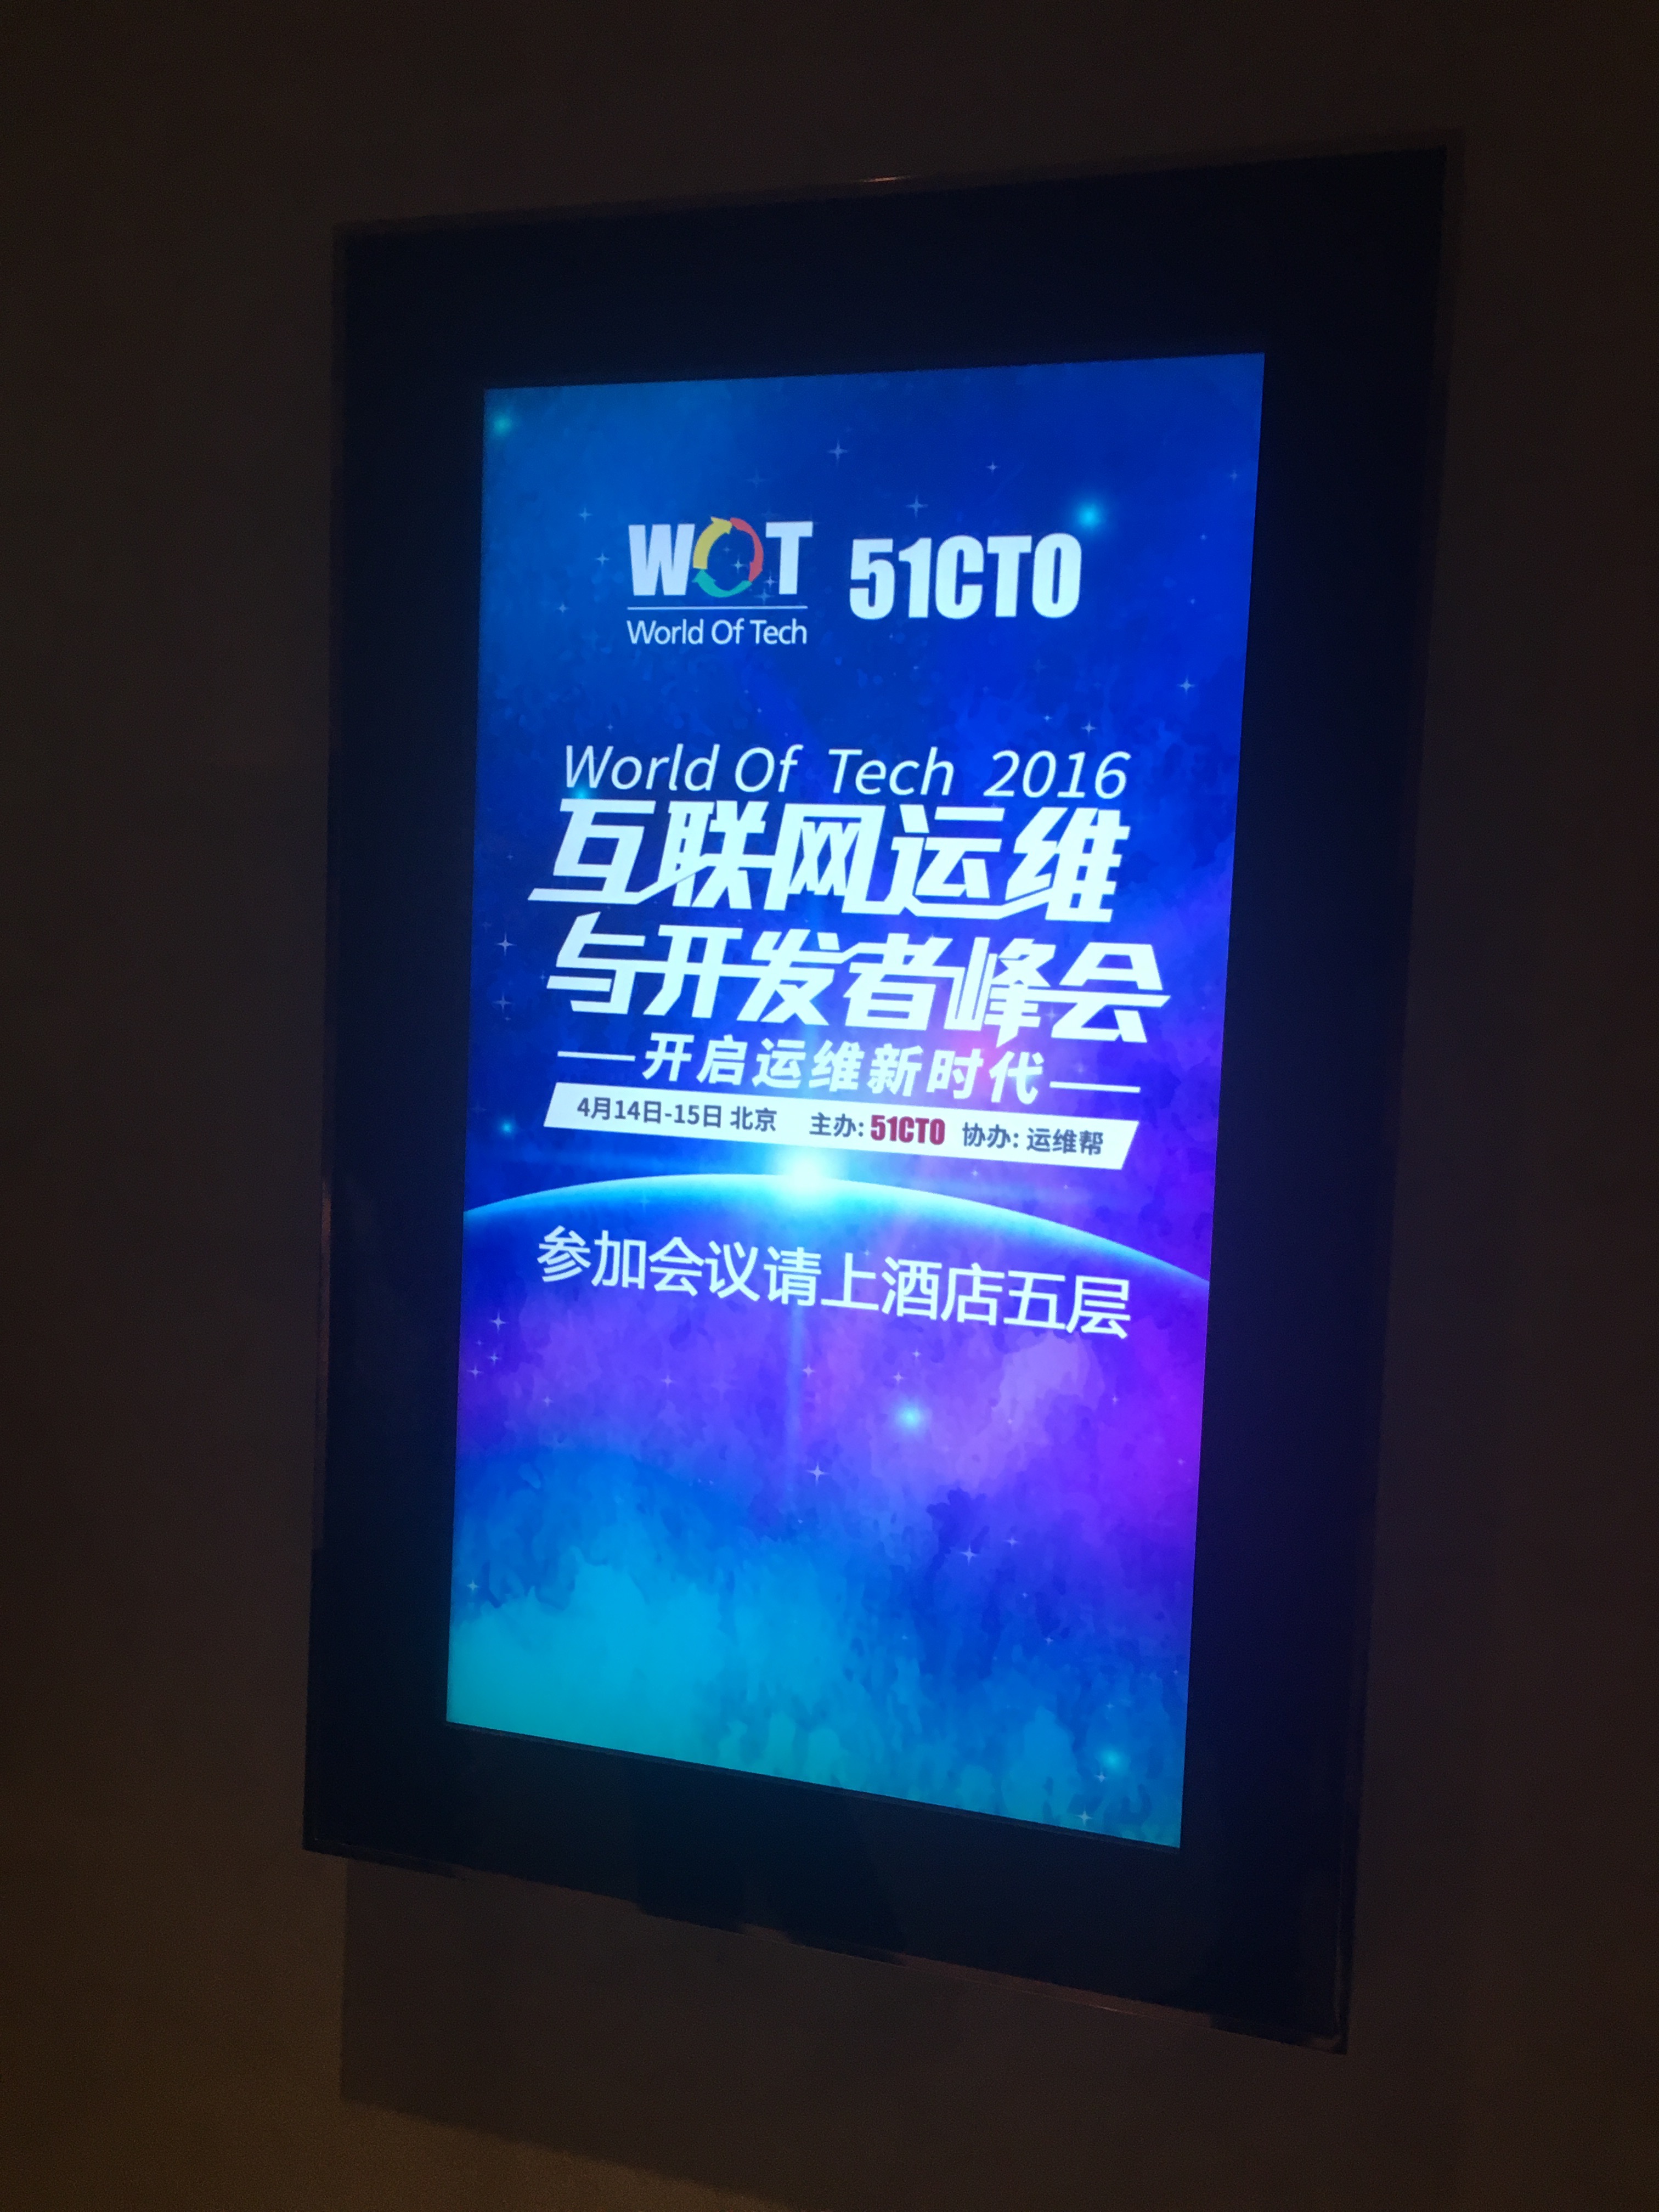 WOT 51CTO
World Of Tech
World Of Tech 2016
互联网运维
与开发者峰会
—开启运维新时代—
4月14日-15日 北京 主办: 51CTO 协办: 运维帮
参加会议请上酒店五层